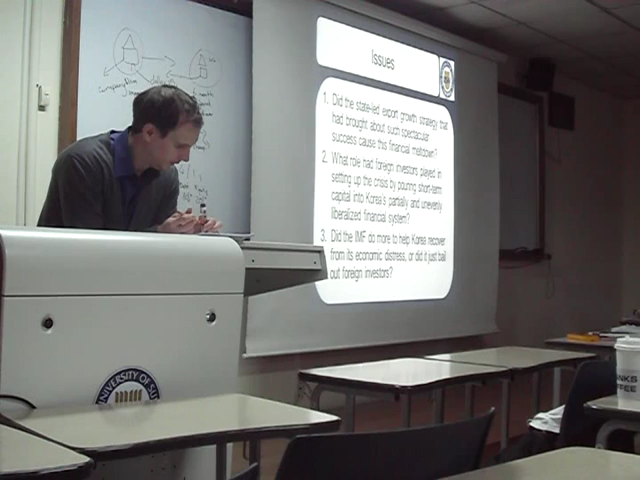 Issues
1. Did the state-led export growth strategy that
had brought about such spectacular
success cause this financial meltdown?
2. What role had foreign investors played in
setting up the crisis by pouring short-term
capital into Korea's partially and unevenly
liberalized financial system?
3. Did the IMF do more to help Korea recover
from its economic distress, or did it just bail
out foreign investors?
UNIVERSITY OF SU
ANKS
FFEE